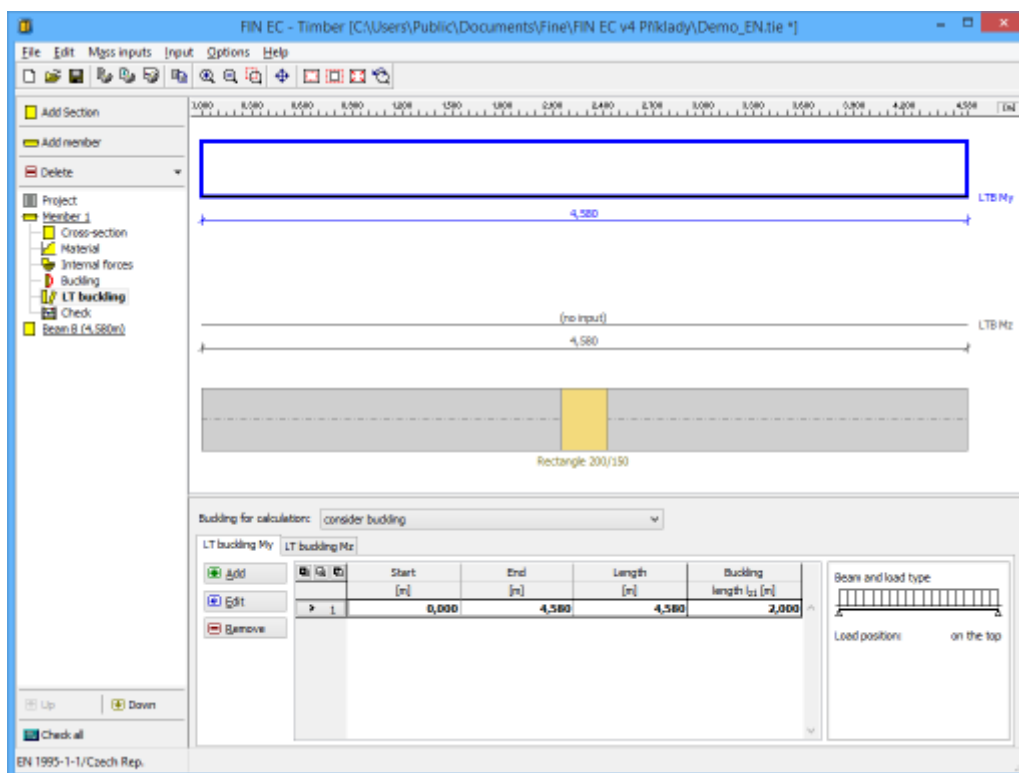 FIN EC - Timber [C:\Users\Public\Documents\Fine\FIN EC v4 Příklady\Demo_EN.tie *]
File Edit Mass inputs Input Options Help
Add Section
Add member
Delete
Project
Member 1
Cross-section
Material
Internal forces
Buckling
LT buckling
Check
Beam B (4,580m)
Up Down
Check all
EN 1995-1-1/Czech Rep.
[m]
LTB My
4,580
(no input)
LTB Mz
4,580
Rectangle 200/150
Buckling for calculation: consider buckling
LT buckling My LT buckling Mz
Add
Edit
Remove
Start End Length Buckling
[m] [m] [m] length lz1 [m]
1 0,000 4,580 4,580 2,000
Beam and load type
Load position: on the top